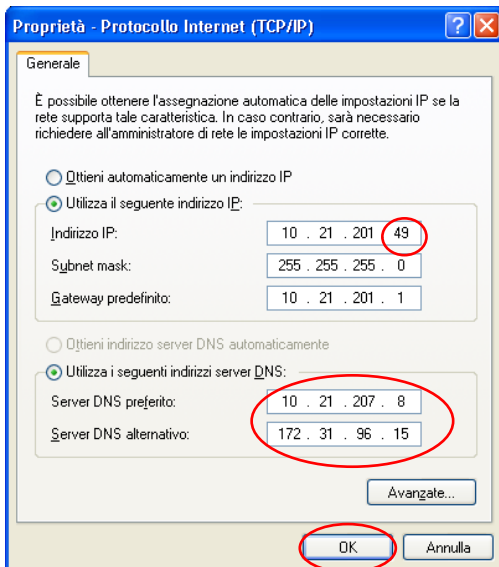 Proprietà - Protocollo Internet (TCP/IP)
Generale
È possibile ottenere l'assegnazione automatica delle impostazioni IP se la
rete supporta tale caratteristica. In caso contrario, sarà necessario
richiedere all'amministratore di rete le impostazioni IP corrette.
Ottieni automaticamente un indirizzo IP
Utilizza il seguente indirizzo IP:
Indirizzo IP: 10 . 21 . 201 . 49
Subnet mask: 255 . 255 . 255 . 0
Gateway predefinito: 10 . 21 . 201 . 1
Ottieni indirizzo server DNS automaticamente
Utilizza i seguenti indirizzi server DNS:
Server DNS preferito: 10 . 21 . 207 . 8
Server DNS alternativo: 172 . 31 . 96 . 15
Avanzate...
OK Annulla